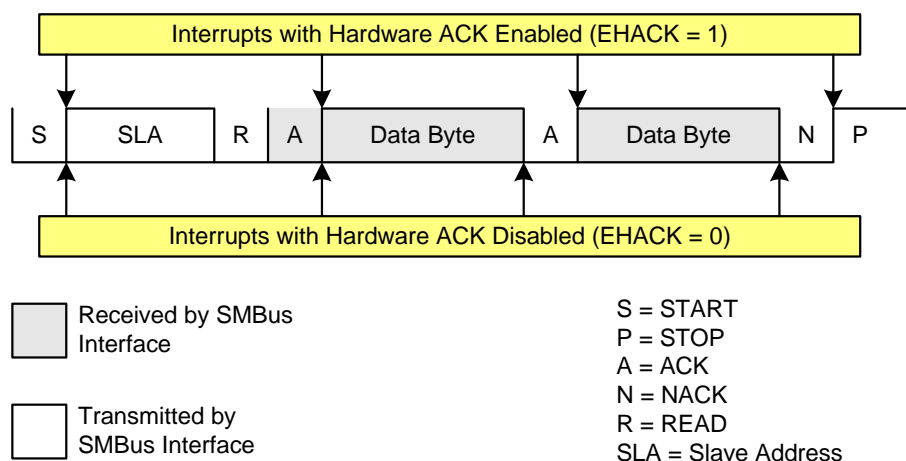 Interrupts with Hardware ACK Enabled (EHACK = 1)
S SLA R A Data Byte A Data Byte N P
Interrupts with Hardware ACK Disabled (EHACK = 0)
Received by SMBus
Interface
Transmitted by
SMBus Interface
S = START
P = STOP
A = ACK
N = NACK
R = READ
SLA = Slave Address